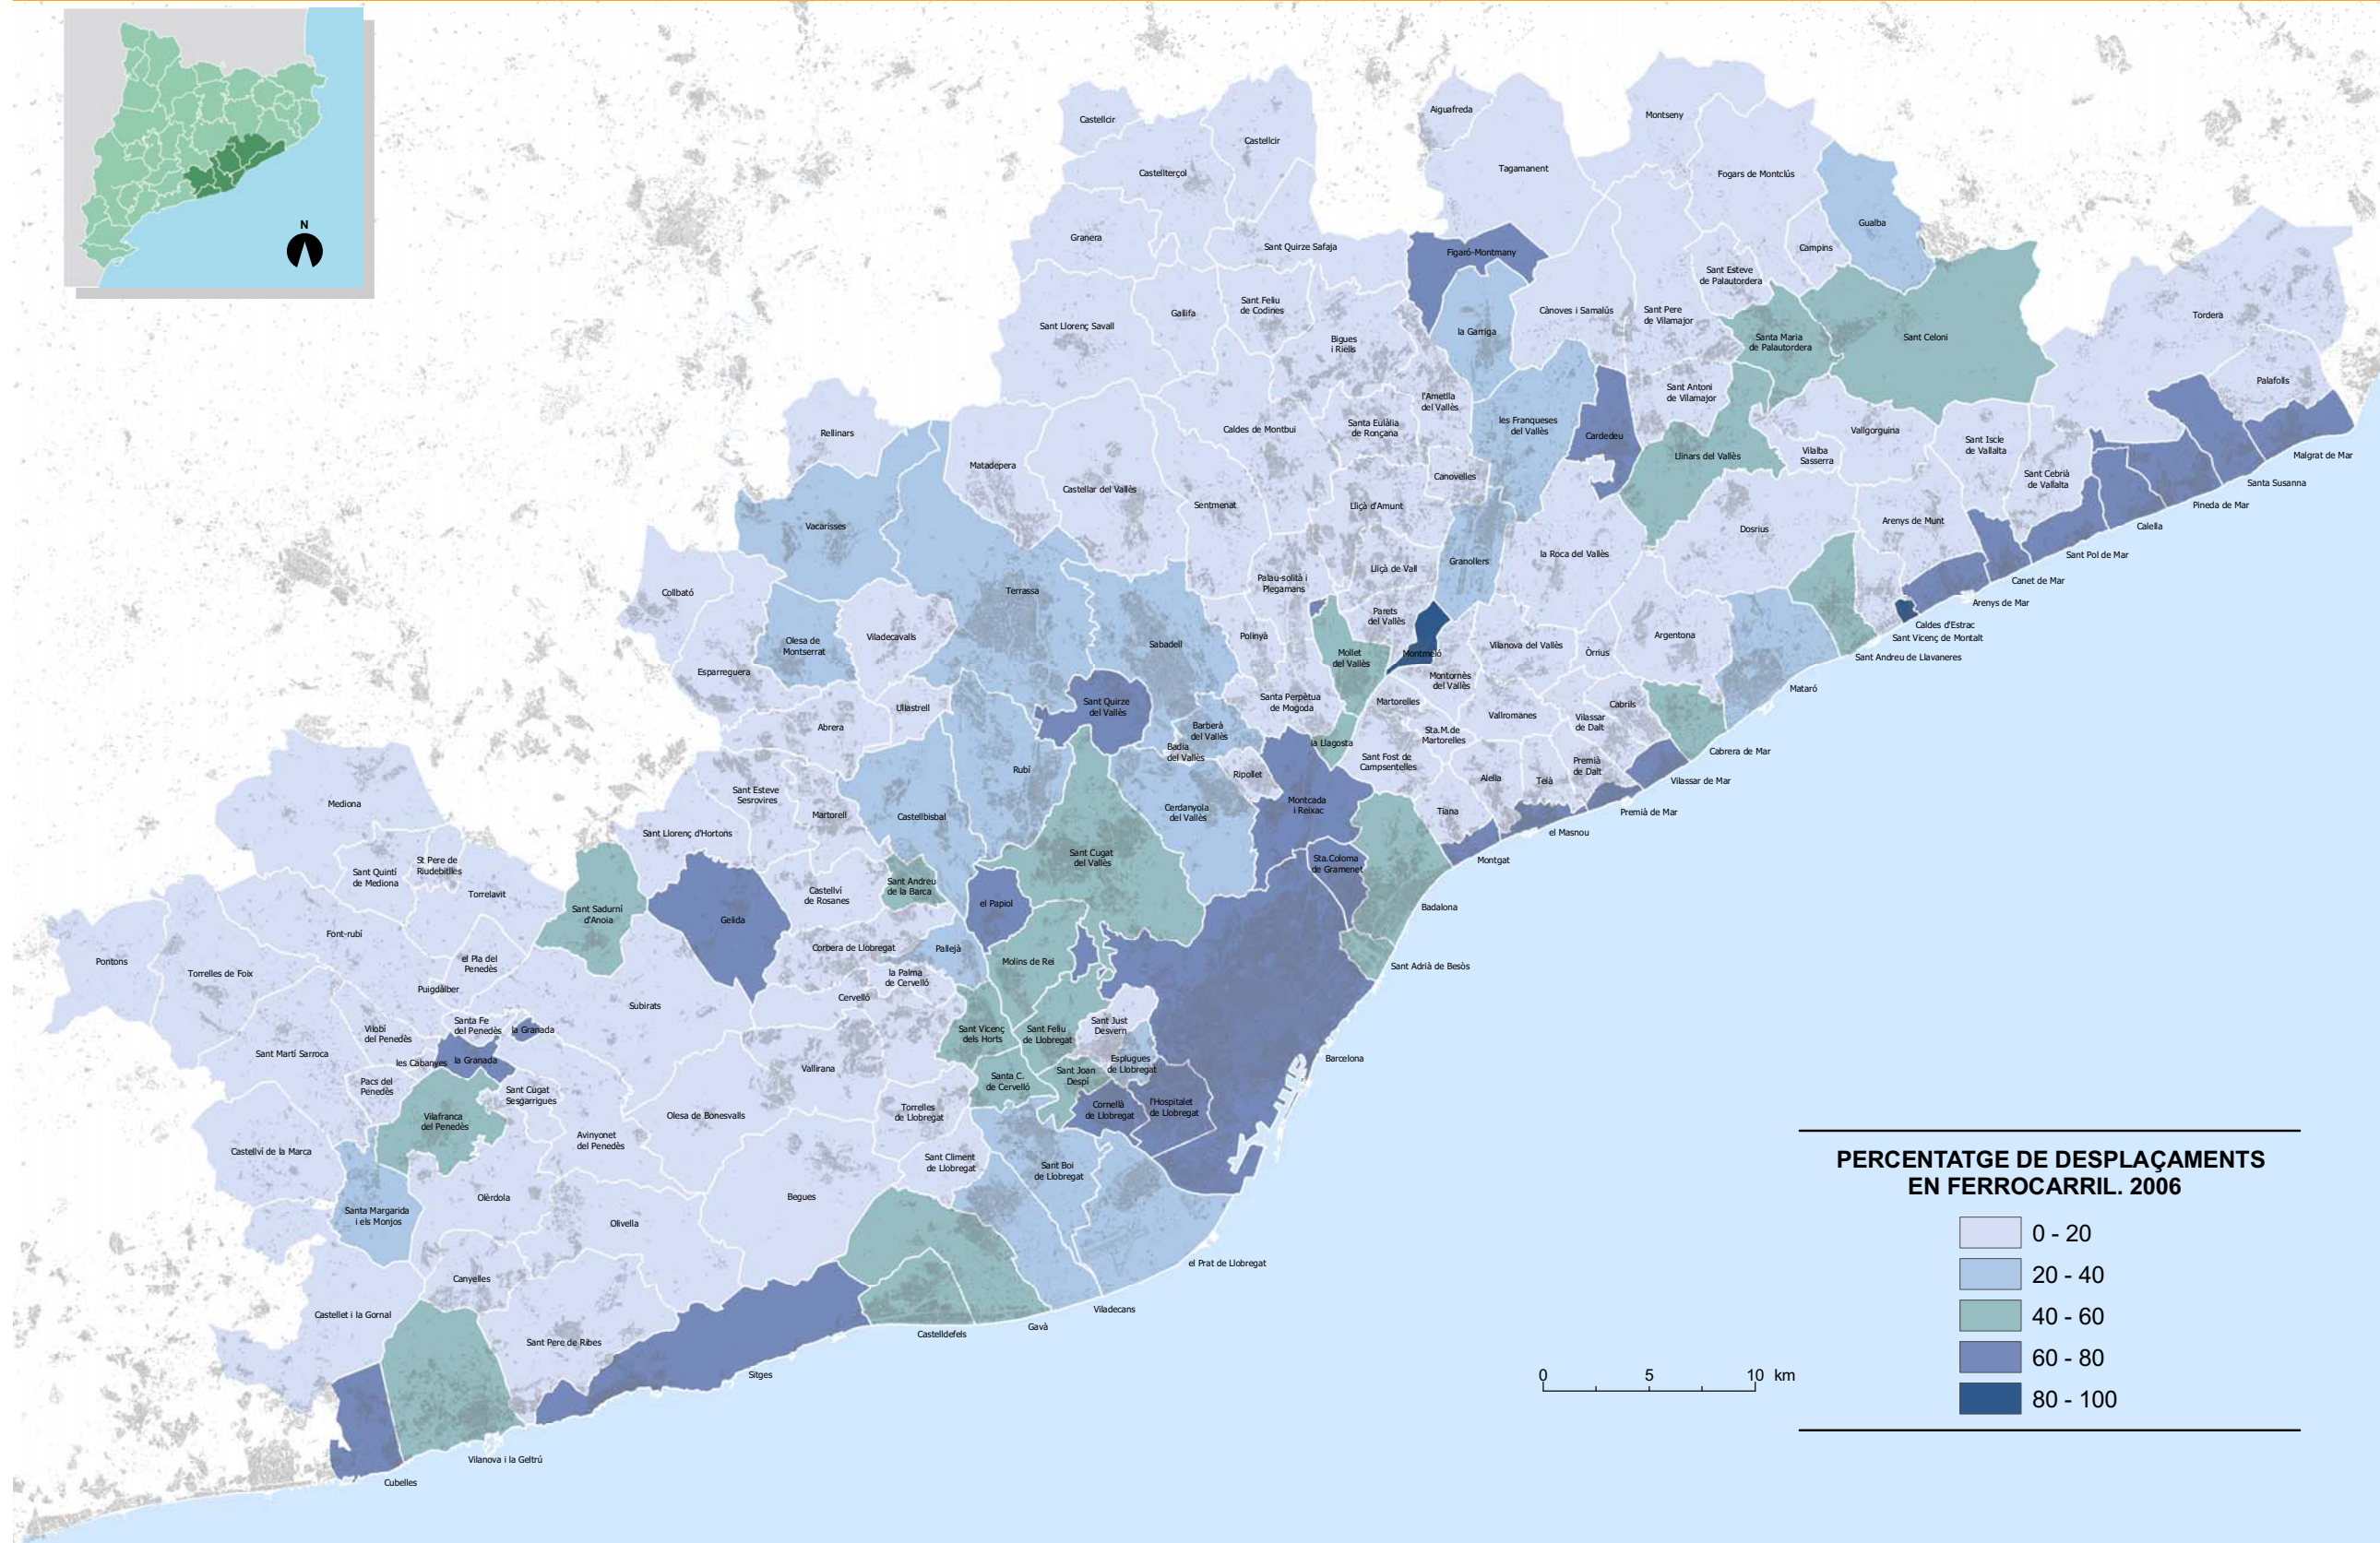 N
Castellcir
Castellcir
Castellterçol
Granera
Sant Quirze Safaja
Aiguafreda
Tagamanent
Montseny
Fogars de Montclús
Gualba
Campins
Figaró-Montmany
Sant Esteve
de Palautordera
Sant Llorenç Savall
Gallifa
Sant Feliu
de Codines
Bigues
i Riells
la Garriga
Cànoves i Samalús
Sant Pere
de Vilamajor
Santa Maria
de Palautordera
Sant Celoni
Tordera
Palafolls
Rellinars
Matadepera
Castellar del Vallès
Caldes de Montbui
Sentmenat
Santa Eulàlia
de Ronçana
l'Ametlla
del Vallès
Canovelles
Lliçà d'Amunt
les Franqueses
del Vallès
Cardedeu
Sant Antoni
de Vilamajor
Llinars del Vallès
Vilalba
Sasserra
Vallgorguina
Sant Iscle
de Vallalta
Sant Cebrià
de Vallalta
Malgrat de Mar
Santa Susanna
Pineda de Mar
Calella
Sant Pol de Mar
Canet de Mar
Arenys de Mar
Caldes d'Estrac
Sant Vicenç de Montalt
Sant Andreu de Llavaneres
Arenys de Munt
Dosrius
Vacarisses
Terrassa
Collbató
Olesa de
Montserrat
Viladecavalls
Esparreguera
Sabadell
Palau-solità i
Plegamans
Lliçà de Vall
Granollers
la Roca del Vallès
Parets
del Vallès
Polinyà
Mollet
del Vallès
Montmeló
Vilanova del Vallès
Òrrius
Argentona
Mataró
Montornès
del Vallès
Martorelles
Santa Perpètua
de Mogoda
Sant Quirze
del Vallès
Ullastrell
Abrera
Barberà
del Vallès
Badia
del Vallès
la Llagosta
Sta.M.de
Martorelles
Vallromanes
Vilassar
de Dalt
Cabrils
Cabrera de Mar
Vilassar de Mar
Premià
de Dalt
Premià de Mar
Teià
el Masnou
Alella
Tiana
Montgat
Sant Fost de
Campsentelles
Ripollet
Montcada
i Reixac
Cerdanyola
del Vallès
Rubí
Castellbisbal
Martorell
Sant Esteve
Sesrovires
Sant Llorenç d'Hortons
Mediona
Sant Quintí
de Mediona
St Pere de
Riudebitlles
Torrelavit
Font-rubí
Pontons
Torrelles de Foix
el Pla del
Penedès
Puigdàlber
Sant Sadurní
d'Anoia
Gelida
Castellví
de Rosanes
Sant Andreu
de la Barca
el Papiol
Sant Cugat
del Vallès
Sta.Coloma
de Gramenet
Badalona
Sant Adrià de Besòs
Barcelona
Corbera de Llobregat
Pallejà
Molins de Rei
la Palma
de Cervelló
Cervelló
Subirats
Santa Fe
del Penedès
la Granada
la Granada
Vilobí
del Penedès
les Cabanyes
Sant Martí Sarroca
Pacs del
Penedès
Vilafranca
del Penedès
Sant Cugat
Sesgarrigues
Avinyonet
del Penedès
Olesa de Bonesvalls
Vallirana
Sant Vicenç
dels Horts
Sant Feliu
de Llobregat
Sant Just
Desvern
Esplugues
de Llobregat
Sant Joan
Despí
Santa C.
de Cervelló
Cornellà
de Llobregat
l'Hospitalet
de Llobregat
Torrelles
de Llobregat
Sant Climent
de Llobregat
Sant Boi
de Llobregat
el Prat de Llobregat
Viladecans
Gavà
Castelldefels
Begues
Olivella
Olèrdola
Castellví de la Marca
Santa Margarida
i els Monjos
Canyelles
Castellet i la Gornal
Sant Pere de Ribes
Sitges
Vilanova i la Geltrú
Cubelles
0 5 10 km
PERCENTATGE DE DESPLAÇAMENTS
EN FERROCARRIL. 2006
0 - 20
20 - 40
40 - 60
60 - 80
80 - 100